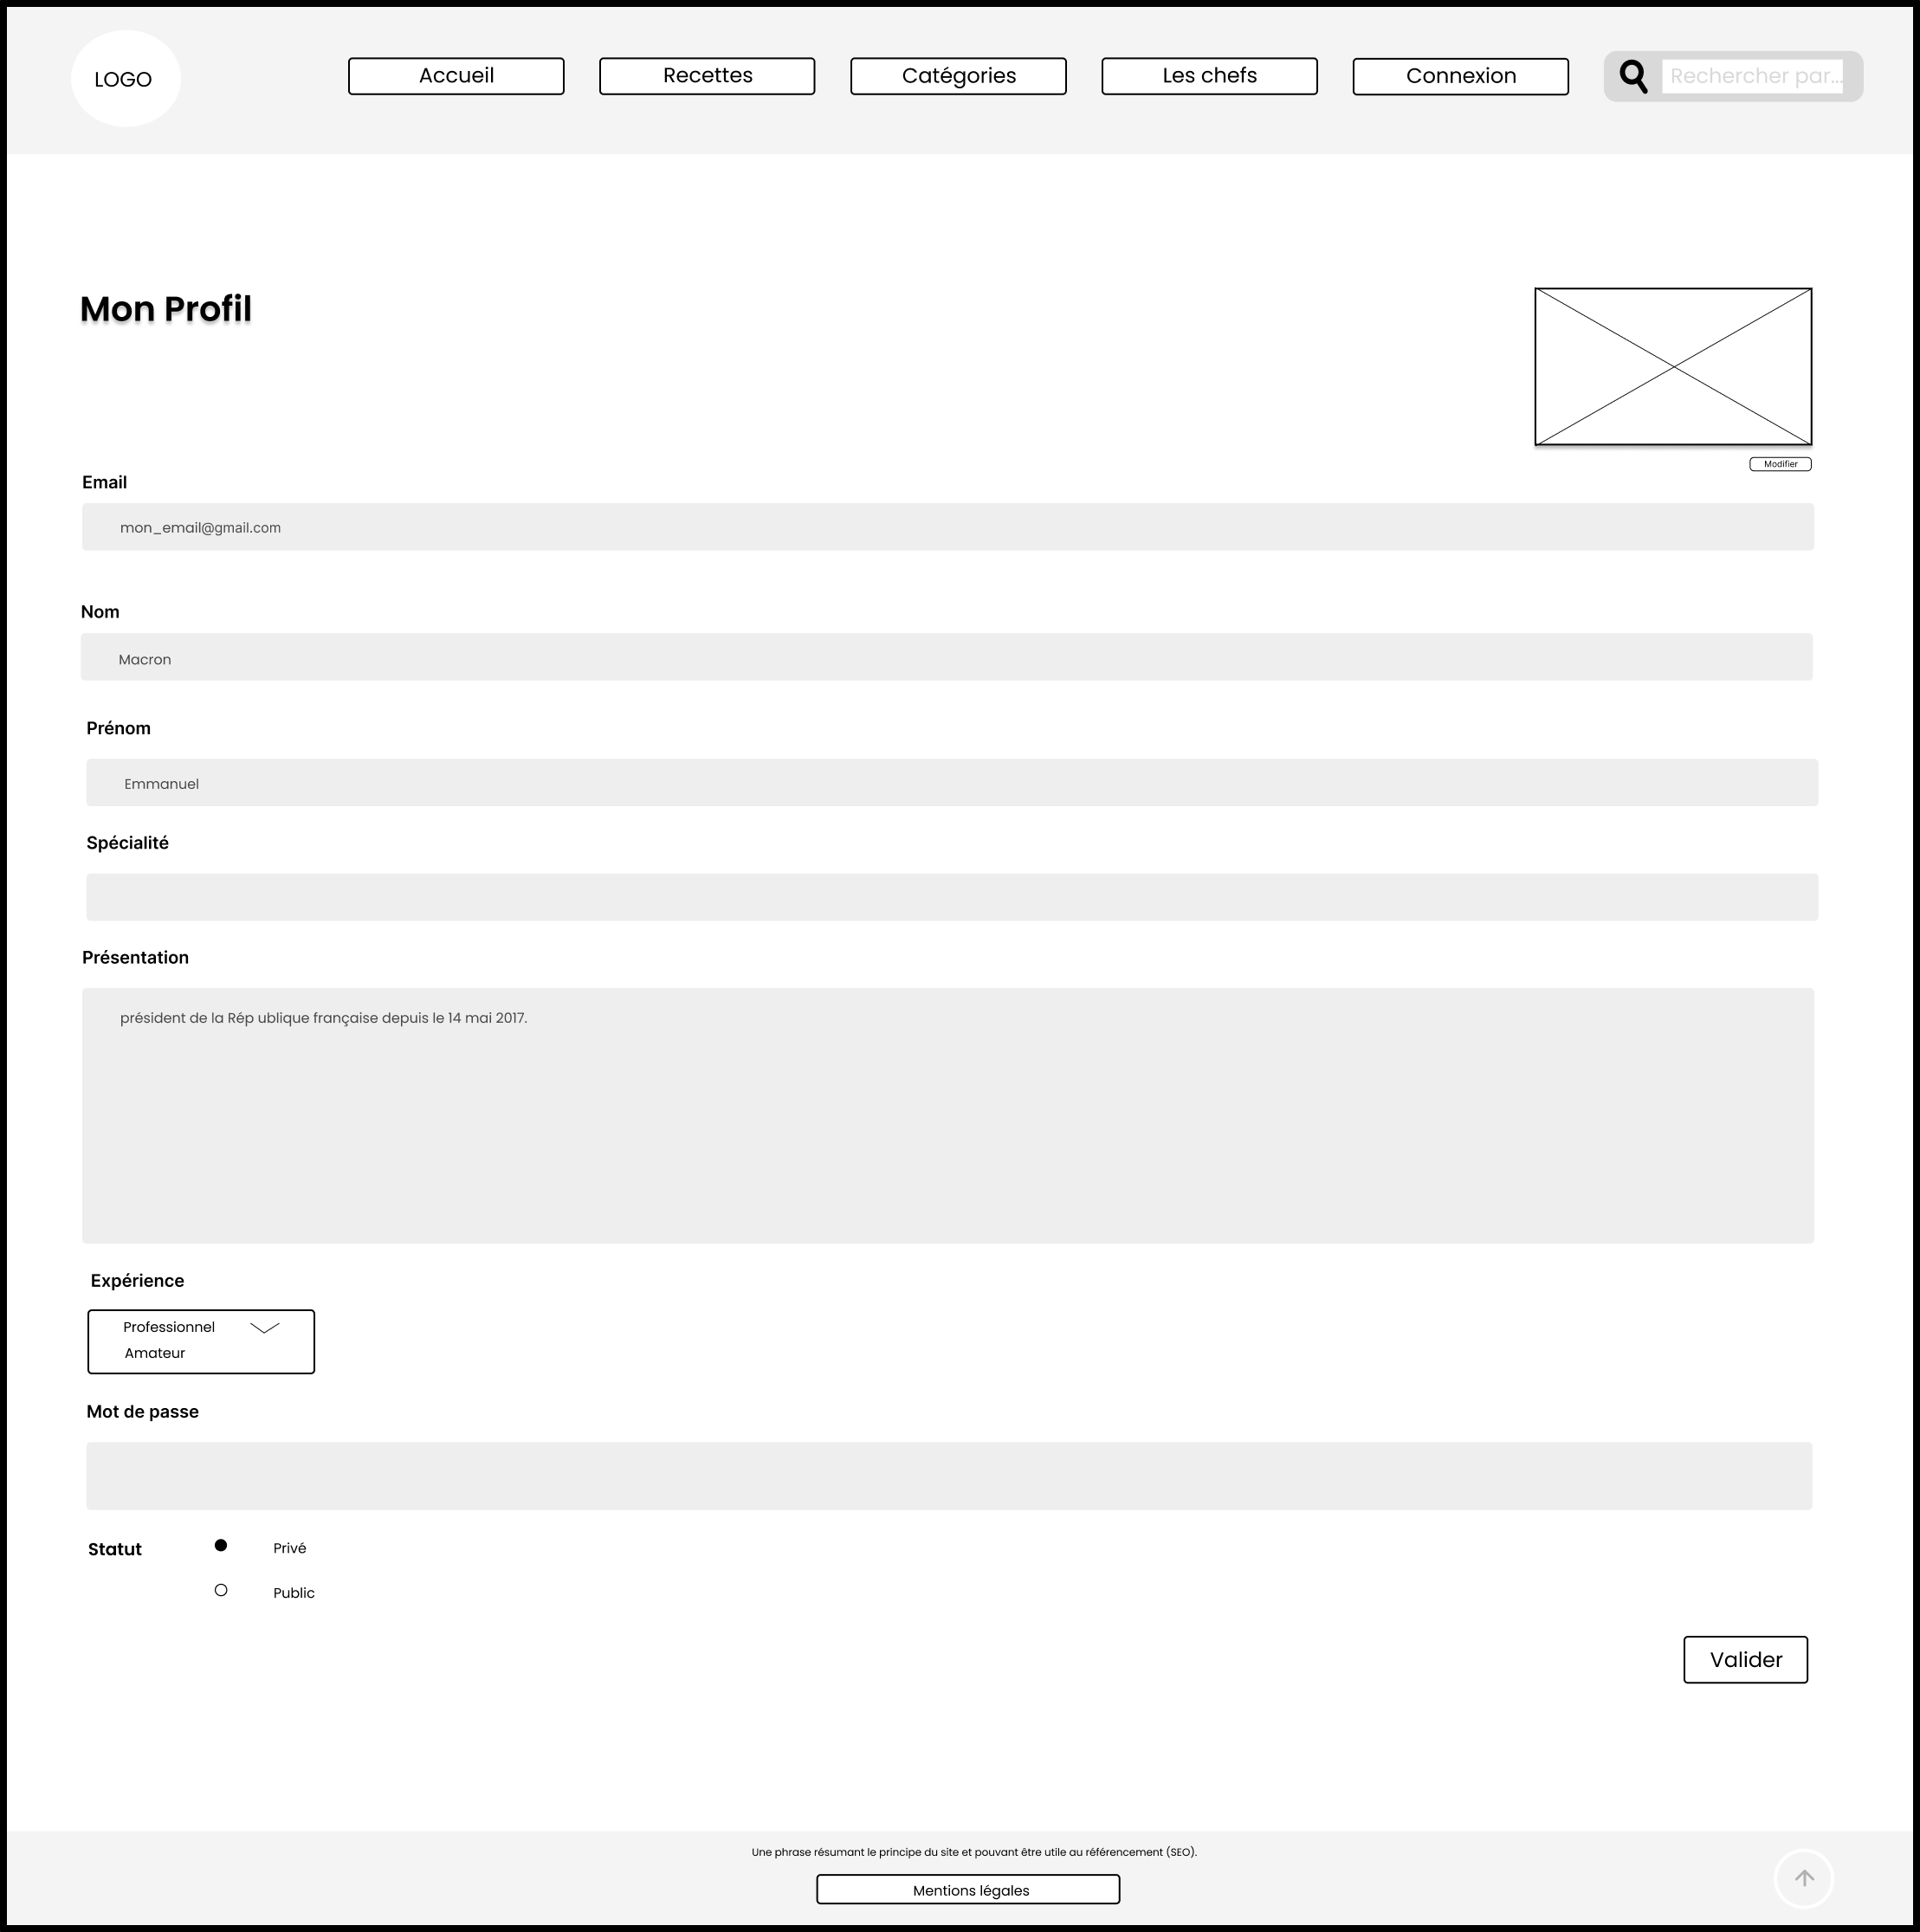 LOGO
Accueil
Recettes
Catégories
Les chefs
Connexion
Rechercher par...
Mon Profil
Modifier
Email
mon_email@gmail.com
Nom
Macron
Prénom
Emmanuel
Spécialité
Présentation
président de la Rép ublique française depuis le 14 mai 2017.
Expérience
Professionnel
Amateur
Mot de passe
Statut
Privé
Public
Valider
Une phrase résumant le principe du site et pouvant être utile au référencement (SEO).
Mentions légales